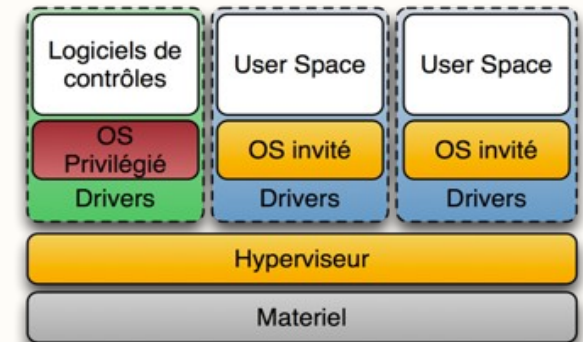 Logiciels de
contrôles
User Space
User Space
OS
Privilégié
OS invité
OS invité
Drivers
Drivers
Drivers
Hyperviseur
Materiel